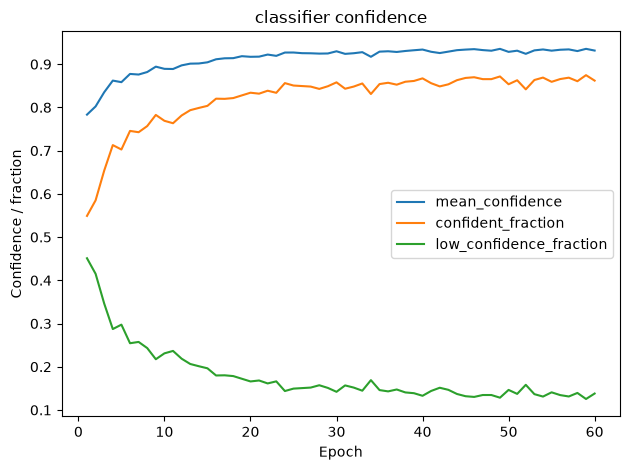 classifier confidence
Confidence / fraction
0.9
0.8
0.7
0.6
0.5
0.4
0.3
0.2
0.1
mean_confidence
confident_fraction
low_confidence_fraction
0 10 20 30 40 50 60
Epoch